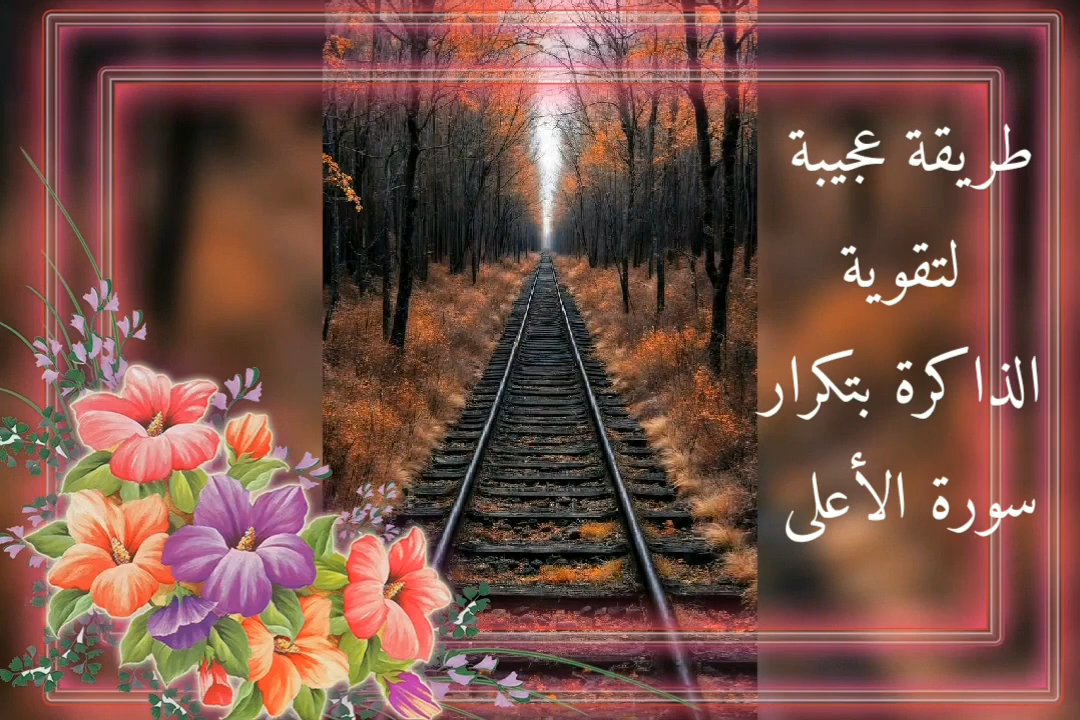 طريقة عجيبة
لتقوية
الذاكرة بتكرار
سورة الأعلى